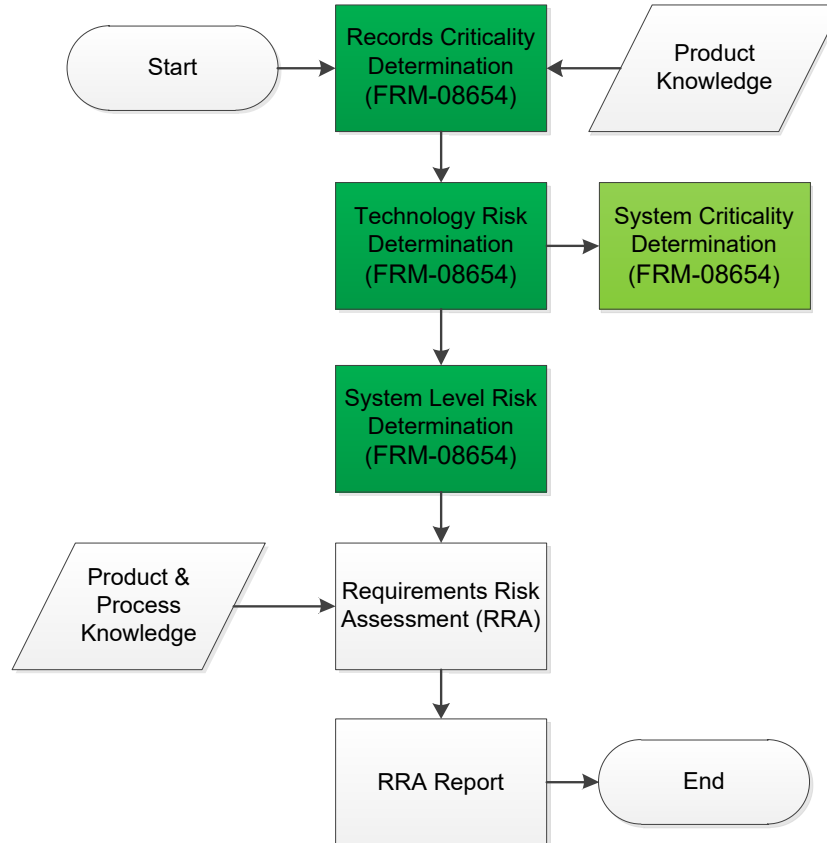 Start
Records Criticality
Determination
(FRM-08654)
Product
Knowledge
Technology Risk
Determination
(FRM-08654)
System Criticality
Determination
(FRM-08654)
System Level Risk
Determination
(FRM-08654)
Product &
Process
Knowledge
Requirements Risk
Assessment (RRA)
RRA Report
End